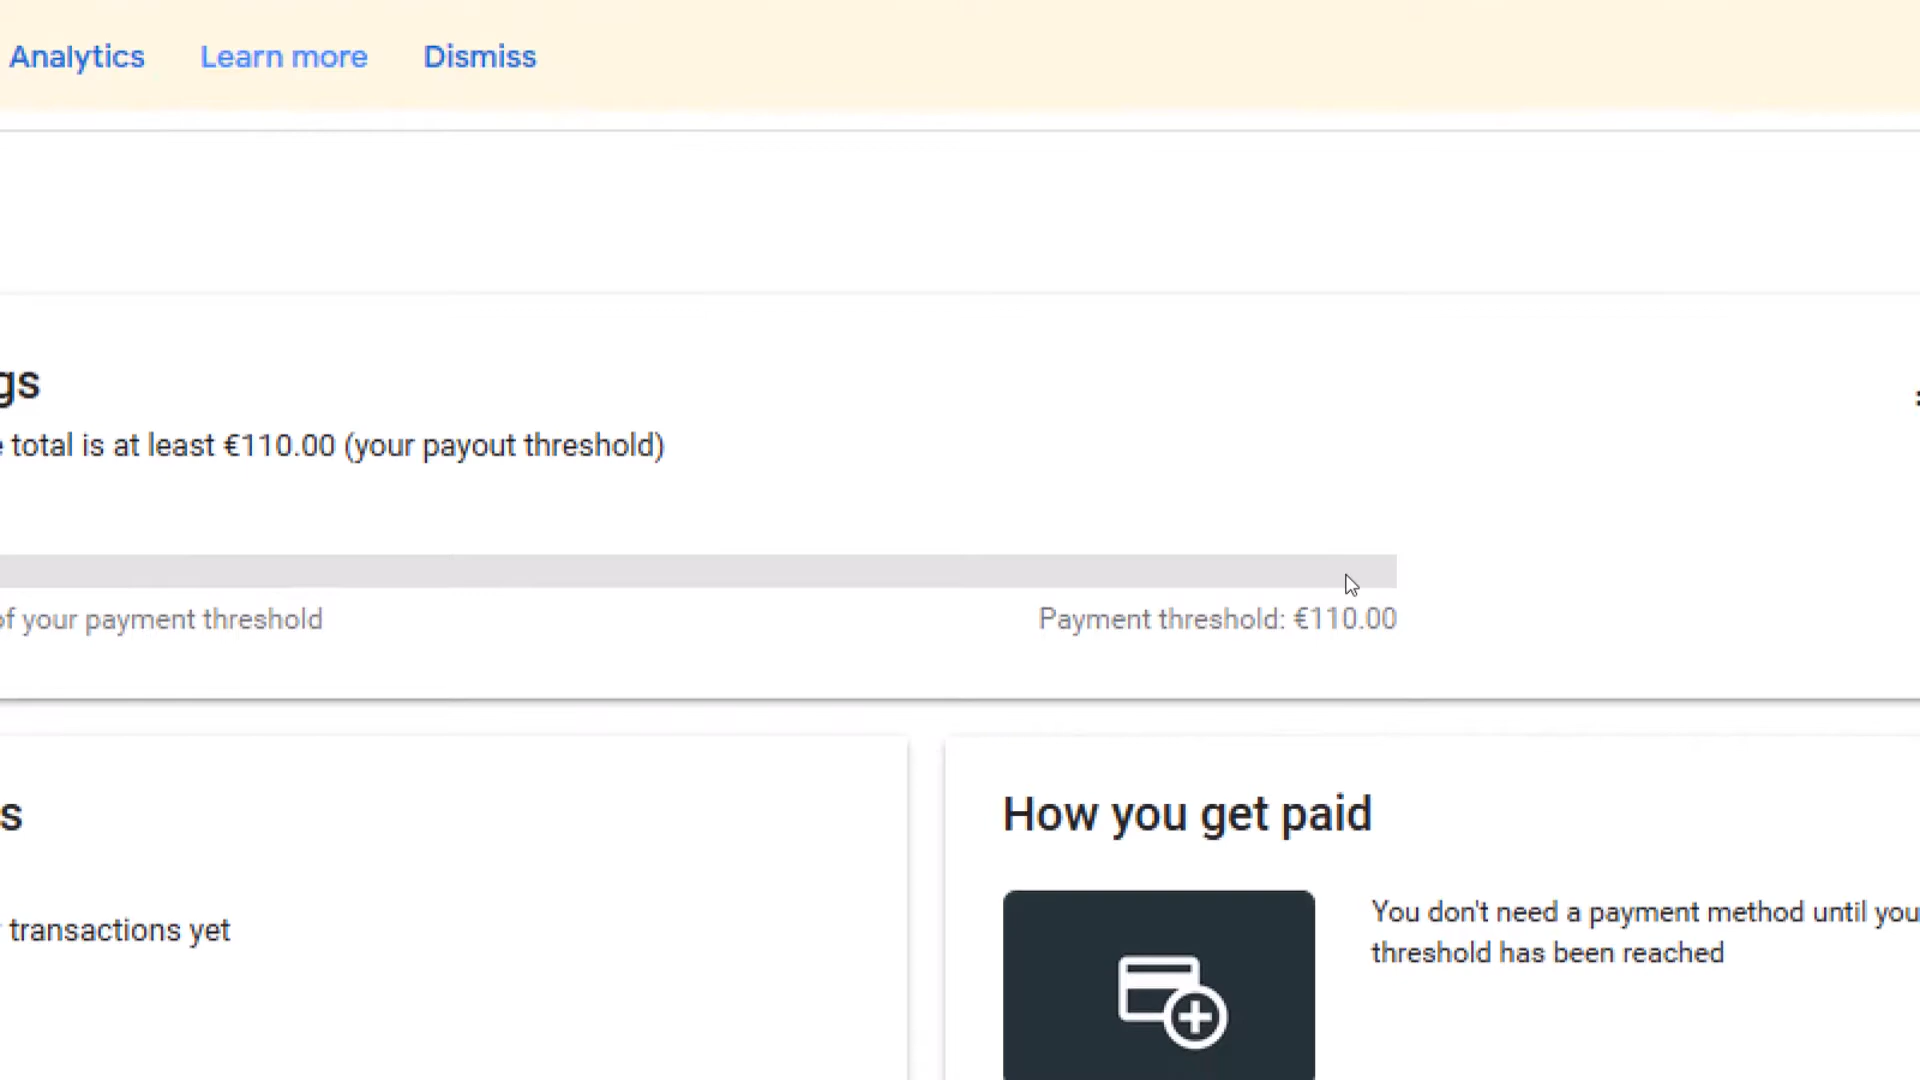 Analytics Learn more Dismiss
gs
total is at least €110.00 (your payout threshold)
of your payment threshold Payment threshold: €110.00
s
How you get paid
transactions yet
You don't need a payment method until you
threshold has been reached